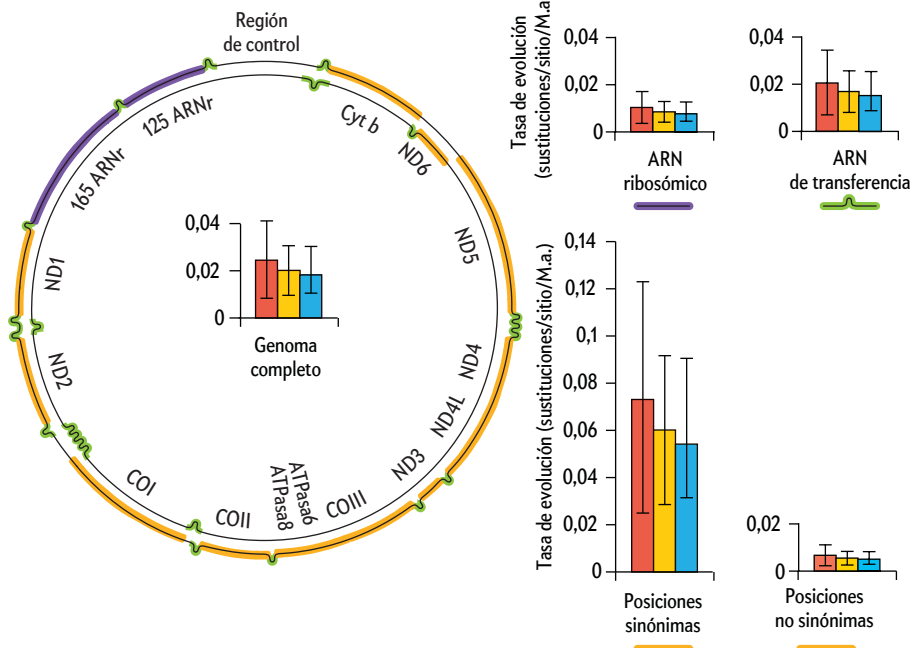 Región
de control
Cyt b
ND6
ND5
ND4
ND4L
ND3
COIII
ATPasa6
ATPasa8
COII
COI
ND2
ND1
165 ARNr
125 ARNr
0,04
0,02
0
Genoma
completo
Tasa de evolución
(sustituciones/sitio/M.a
0,04
0,02
0
ARN
ribosómico
0,04
0,02
0
ARN
de transferencia
Tasa de evolución (sustituciones/sitio/M.a.)
0,14
0,12
0,1
0,08
0,06
0,04
0,02
0
Posiciones
sinónimas
0,02
0
Posiciones
no sinónimas